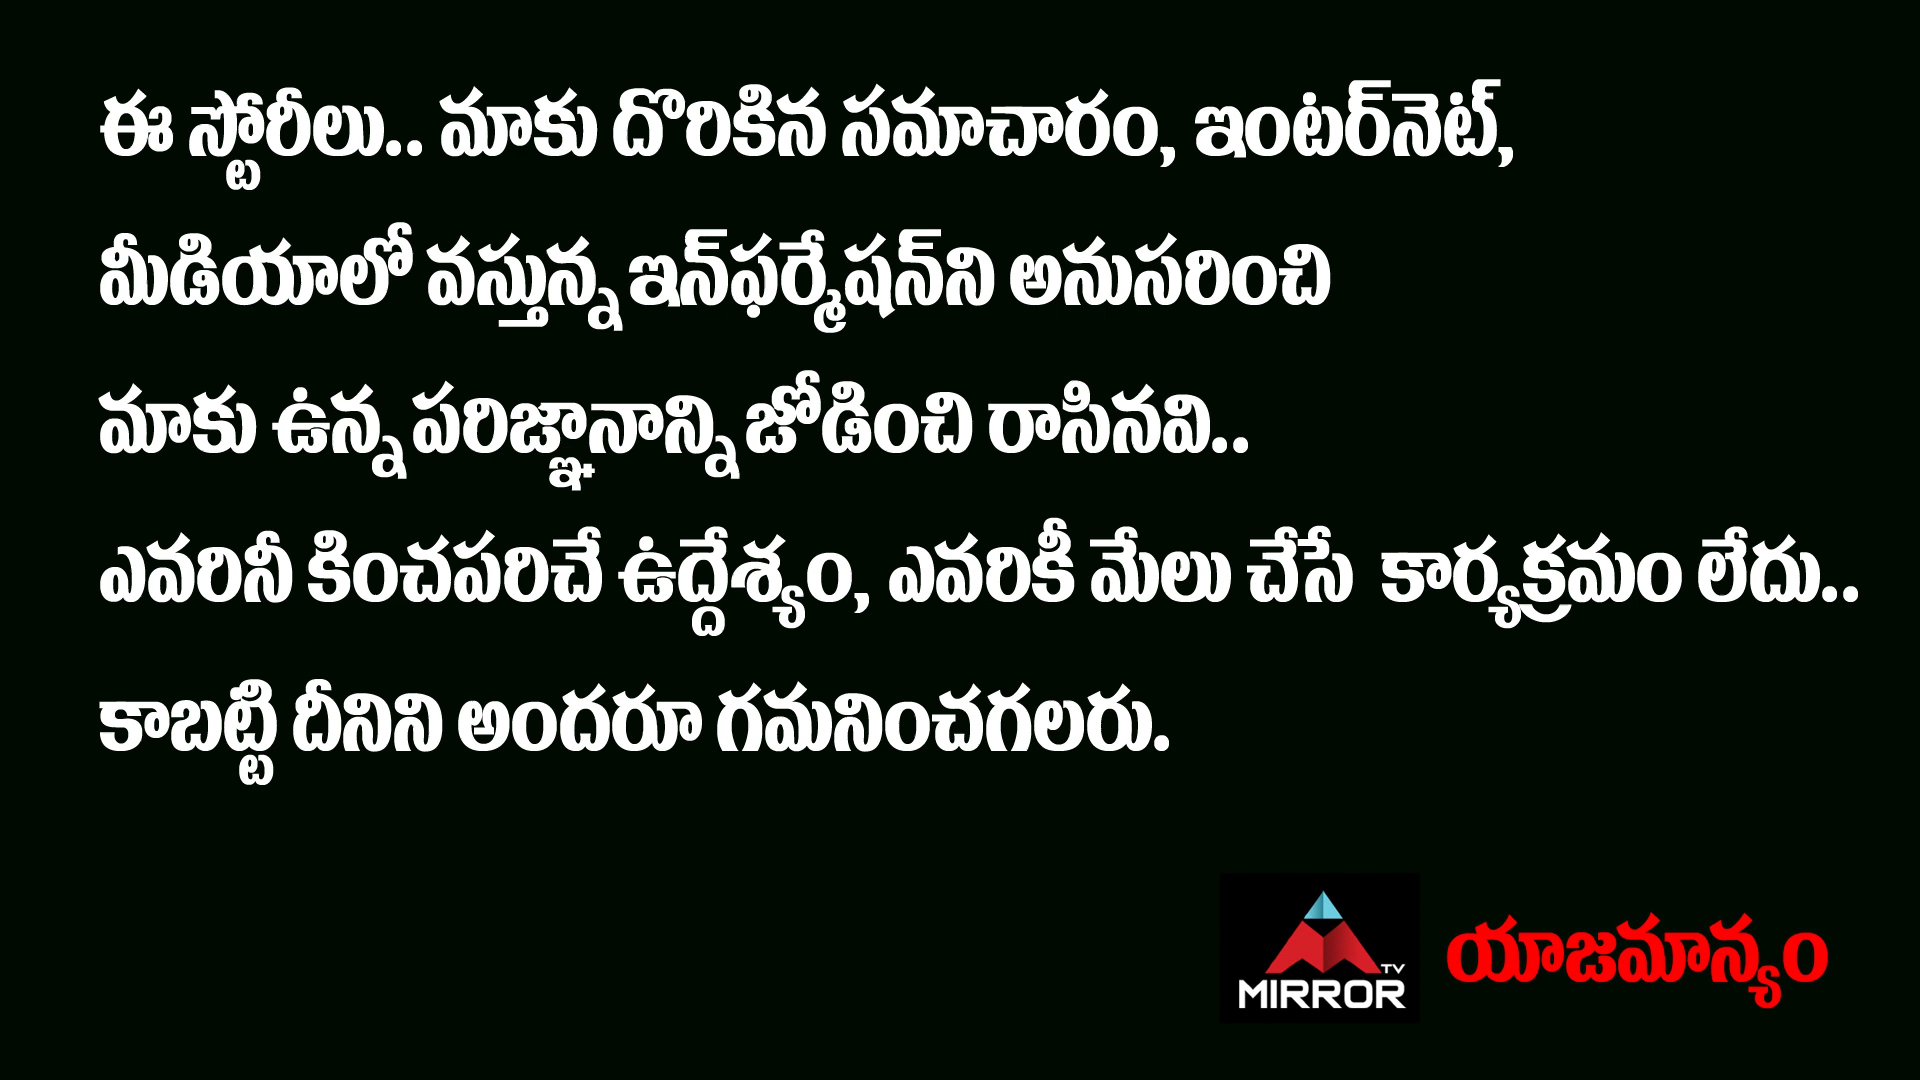 ఈ స్టోరీలు.. మాకు దొరికిన సమాచారం, ఇంటర్‌నెట్,
మీడియాలో వస్తున్న ఇన్‌ఫర్మేషన్‌ని అనుసరించి
మాకు ఉన్న పరిజ్ఞానాన్ని జోడించి రాసినవి..
ఎవరినీ కించపరిచే ఉద్దేశ్యం, ఎవరికీ మేలు చేసే కార్యక్రమం లేదు..
కాబట్టి దీనిని అందరూ గమనించగలరు.
TV
MIRROR
యాజమాన్యం